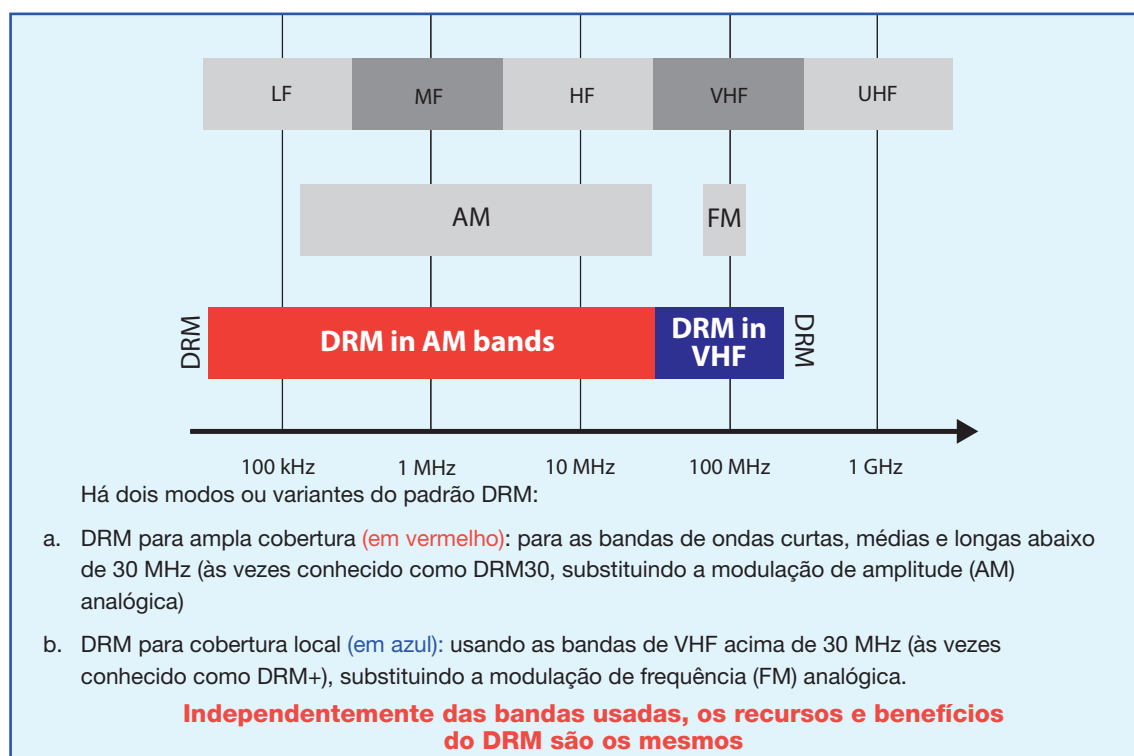 LF MF HF VHF UHF
AM FM
DRM
DRM in AM bands
DRM in
VHF
DRM
100 kHz 1 MHz 10 MHz 100 MHz 1 GHz
Há dois modos ou variantes do padrão DRM:
a. DRM para ampla cobertura (em vermelho): para as bandas de ondas curtas, médias e longas abaixo
de 30 MHz (às vezes conhecido como DRM30, substituindo a modulação de amplitude (AM)
analógica)
b. DRM para cobertura local (em azul): usando as bandas de VHF acima de 30 MHz (às vezes
conhecido como DRM+), substituindo a modulação de frequência (FM) analógica.
Independentemente das bandas usadas, os recursos e benefícios
do DRM são os mesmos